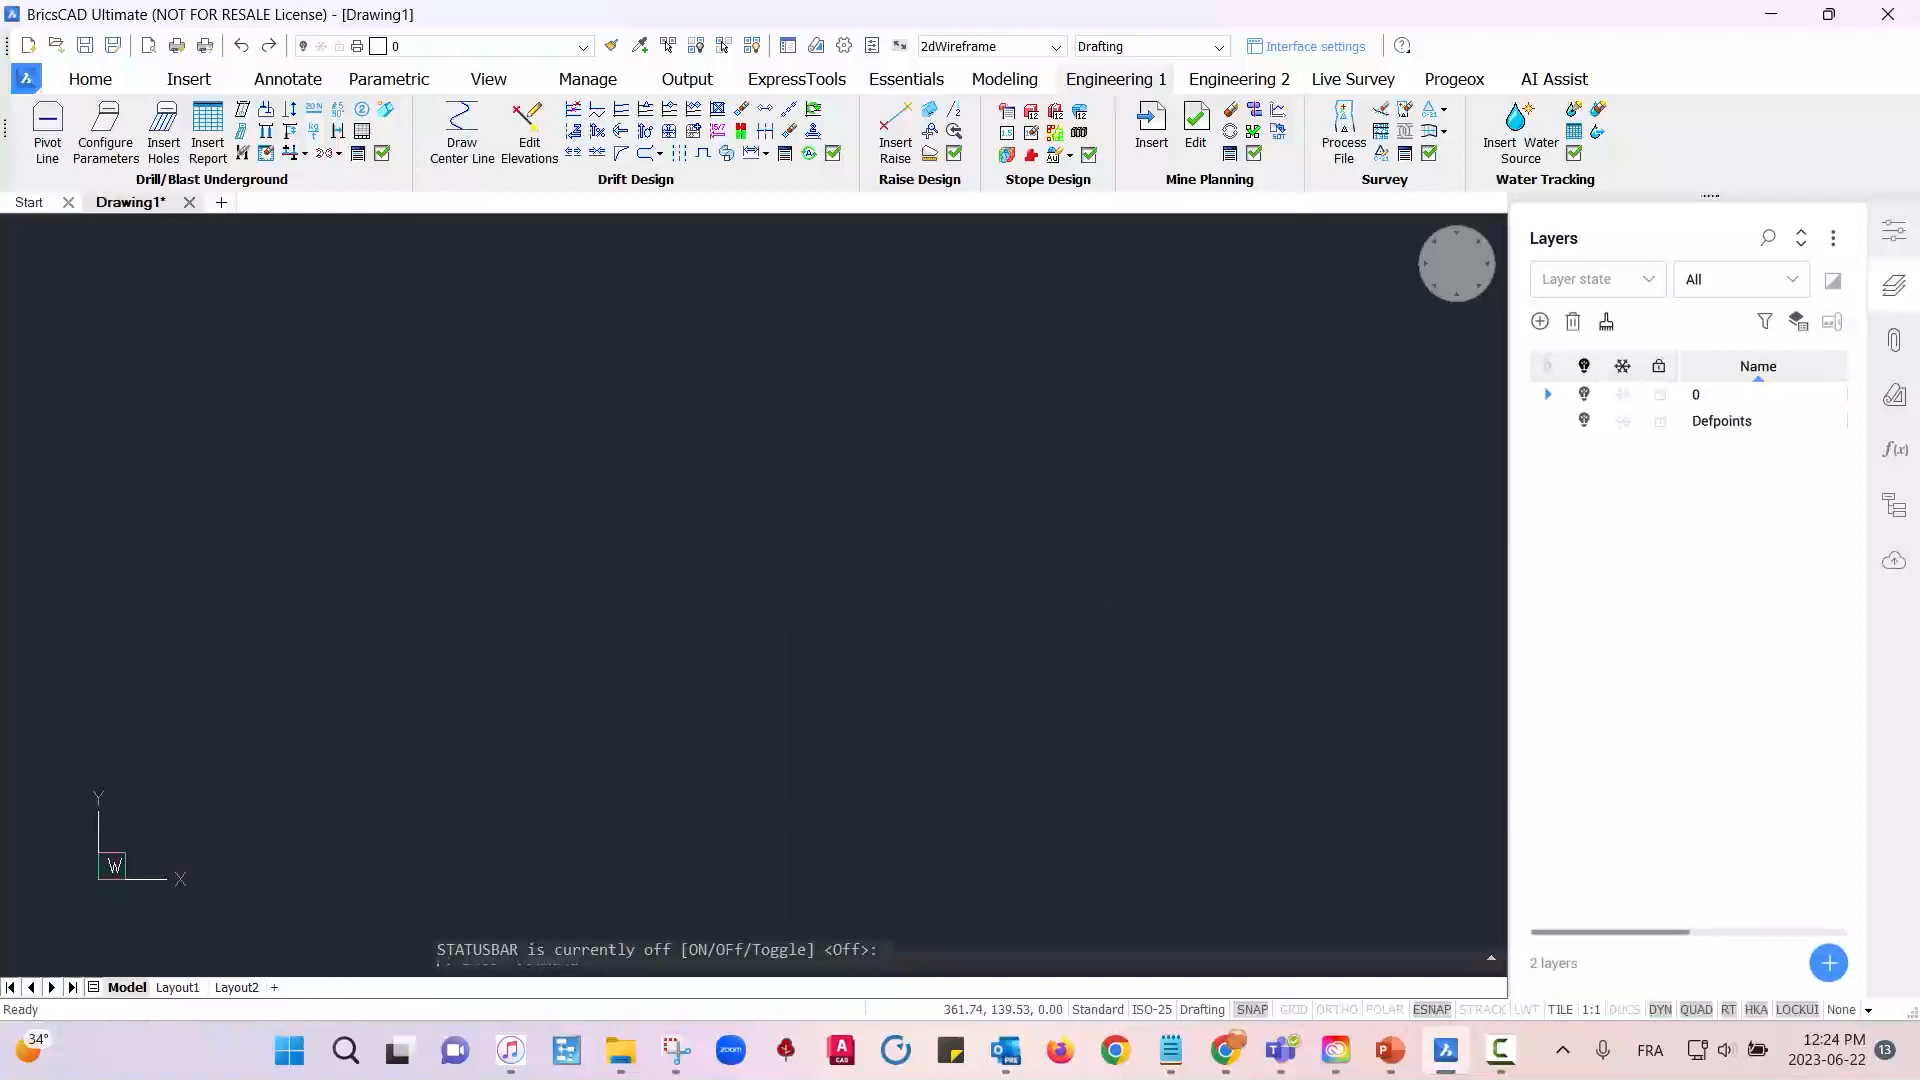 BricsCAD Ultimate (NOT FOR RESALE License) - [Drawing1]
0
2dWireframe
Drafting
Interface settings
Home Insert Annotate Parametric View Manage Output ExpressTools Essentials Modeling Engineering 1 Engineering 2 Live Survey Progeox AI Assist
Pivot Line
Configure Parameters
Insert Holes
Insert Report
Drill/Blast Underground
Draw Center Line
Edit Elevations
Drift Design
Insert Raise
Raise Design
Stope Design
Insert
Edit
Mine Planning
Process File
Survey
Insert Water Source
Water Tracking
Start
Drawing1*
Layers
Layer state
All
Name
0
Defpoints
f(x)
Y
W
X
STATUSBAR is currently off [ON/OFf/Toggle] <Off>:
2 layers
Model Layout1 Layout2
Ready
361.74, 139.53, 0.00 Standard ISO-25 Drafting SNAP GRID ORTHO POLAR ESNAP STRACK LWT TILE 1:1 DUCS DYN QUAD RT HKA LOCKUI None
34°
zoom
A CAD
PRE
FRA
12:24 PM
2023-06-22
13